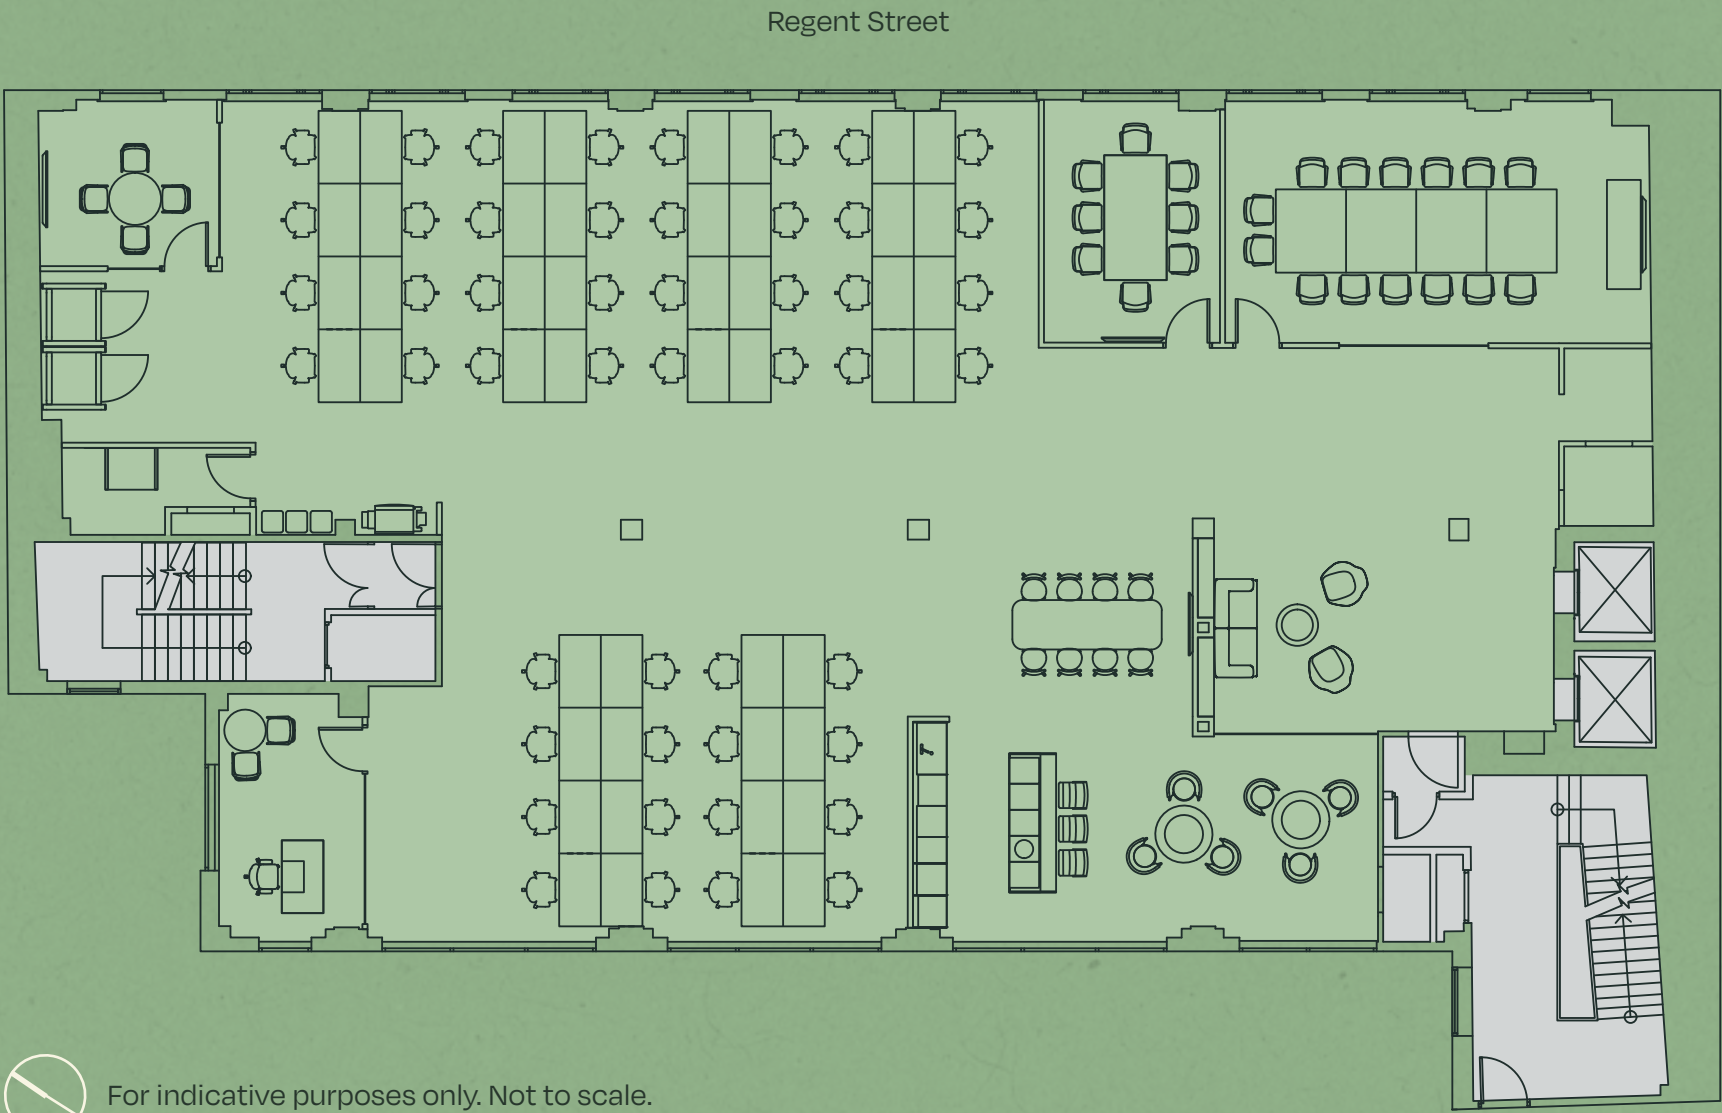 Regent Street
For indicative purposes only. Not to scale.